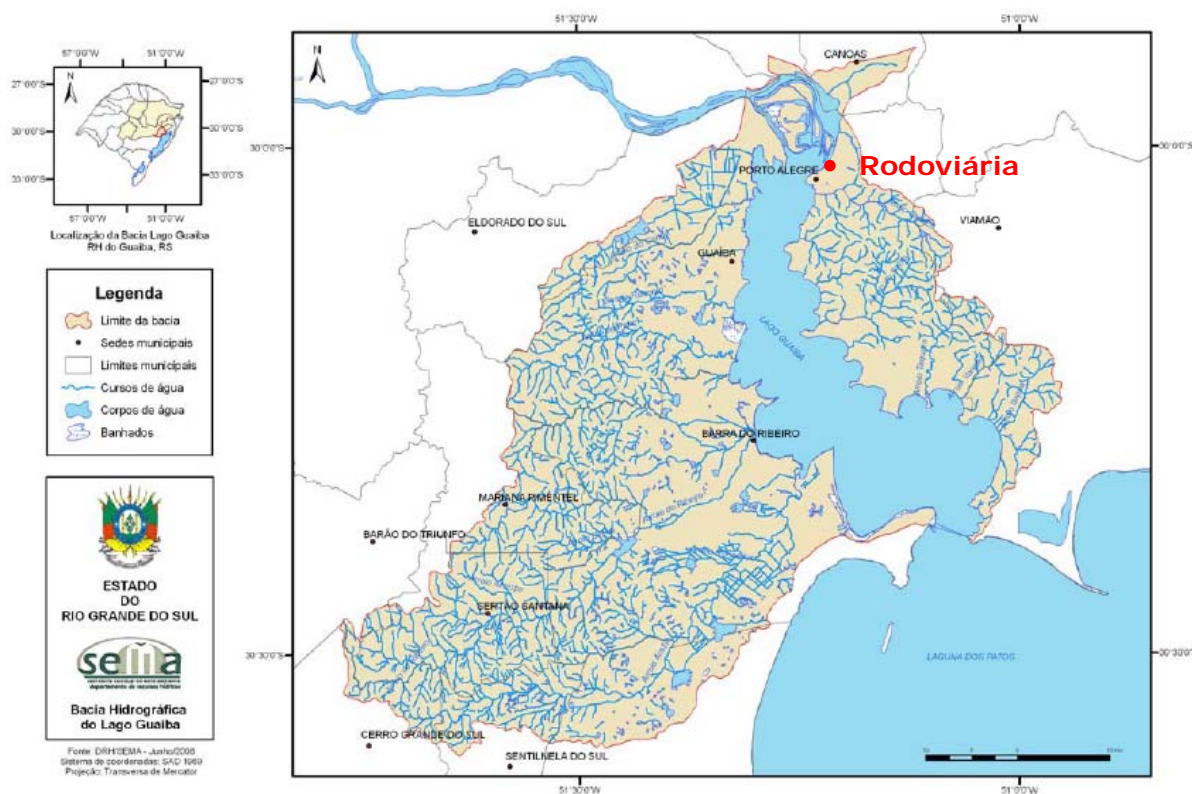 57°0'0"W 51°0'0"W
N
27°0'0"S 27°0'0"S
30°0'0"S 30°0'0"S
33°0'0"S 33°0'0"S
57°0'0"W 51°0'0"W
Localização da Bacia Lago Guaíba
RH do Guaíba, RS
Legenda
Limite da bacia
Sedes municipais
Limites municipais
Cursos de água
Corpos de água
Banhados
ESTADO
DO
RIO GRANDE DO SUL
sema
departamento de recursos hídricos
Bacia Hidrográfica
do Lago Guaíba
Fonte: DRH/SEMA - Junho/2008
Sistema de coordenadas: SAD 1969
Projeção: Transversa de Mercator
51°30'0"W 51°0'0"W
N
CANOAS
30°0'0"S 30°0'0"S
Rodoviária
PORTO ALEGRE
ELDORADO DO SUL
VIAMÃO
GUAÍBA
LAGO GUAÍBA
BARRA DO RIBEIRO
MARIANA PIMENTEL
BARÃO DO TRIUNFO
SERTÃO SANTANA
30°30'0"S 30°30'0"S
LAGUNA DOS PATOS
CERRO GRANDE DO SUL
SENTILNELA DO SUL
51°30'0"W 51°0'0"W